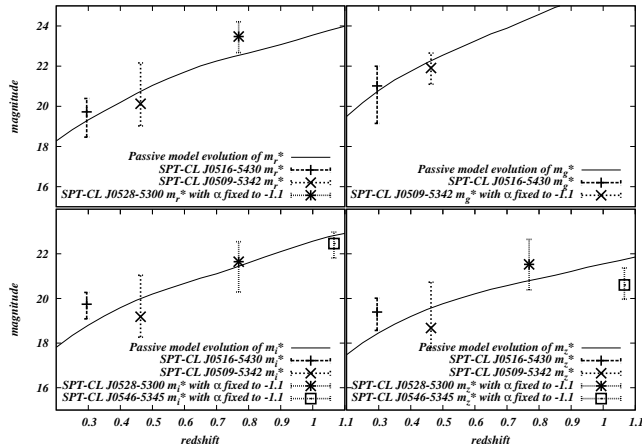 24
22
20
18
16
magnitude
Passive model evolution of m_r*
SPT-CL J0516-5430 m_r*
SPT-CL J0509-5342 m_r*
SPT-CL J0528-5300 m_r* with α fixed to -1.1
Passive model evolution of m_g*
SPT-CL J0516-5430 m_g*
SPT-CL J0509-5342 m_g* with α fixed to -1.1
22
20
18
16
magnitude
Passive model evolution of m_i*
SPT-CL J0516-5430 m_i*
SPT-CL J0509-5342 m_i*
SPT-CL J0528-5300 m_i* with α fixed to -1.1
SPT-CL J0546-5345 m_i* with α fixed to -1.1
0.3 0.4 0.5 0.6 0.7 0.8 0.9 1
redshift
Passive model evolution of m_z*
SPT-CL J0516-5430 m_z*
SPT-CL J0509-5342 m_z*
SPT-CL J0528-5300 m_z* with α fixed to -1.1
SPT-CL J0546-5345 m_z* with α fixed to -1.1
0.3 0.4 0.5 0.6 0.7 0.8 0.9 1 1.1
redshift